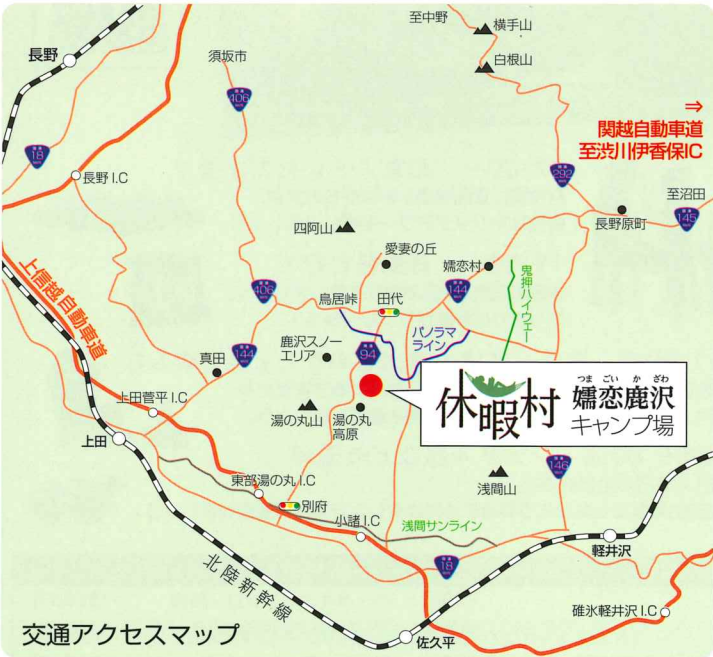 至中野
横手山
白根山
長野
須坂市
406
18
長野I.C
⇒
関越自動車道
至渋川伊香保IC
292
至沼田
145
長野原町
四阿山
愛妻の丘
嬬恋村
鬼押ハイウェー
上信越自動車道
406
鳥居峠
田代
144
パノラマ
ライン
鹿沢スノー
エリア
94
144
真田
上田菅平I.C
湯の丸山
湯の丸
高原
休暇村
つまごいかざわ
嬬恋鹿沢
キャンプ場
上田
東部湯の丸I.C
別府
小諸I.C
浅間サンライン
浅間山
146
18
軽井沢
北陸新幹線
碓氷軽井沢I.C
佐久平
交通アクセスマップ